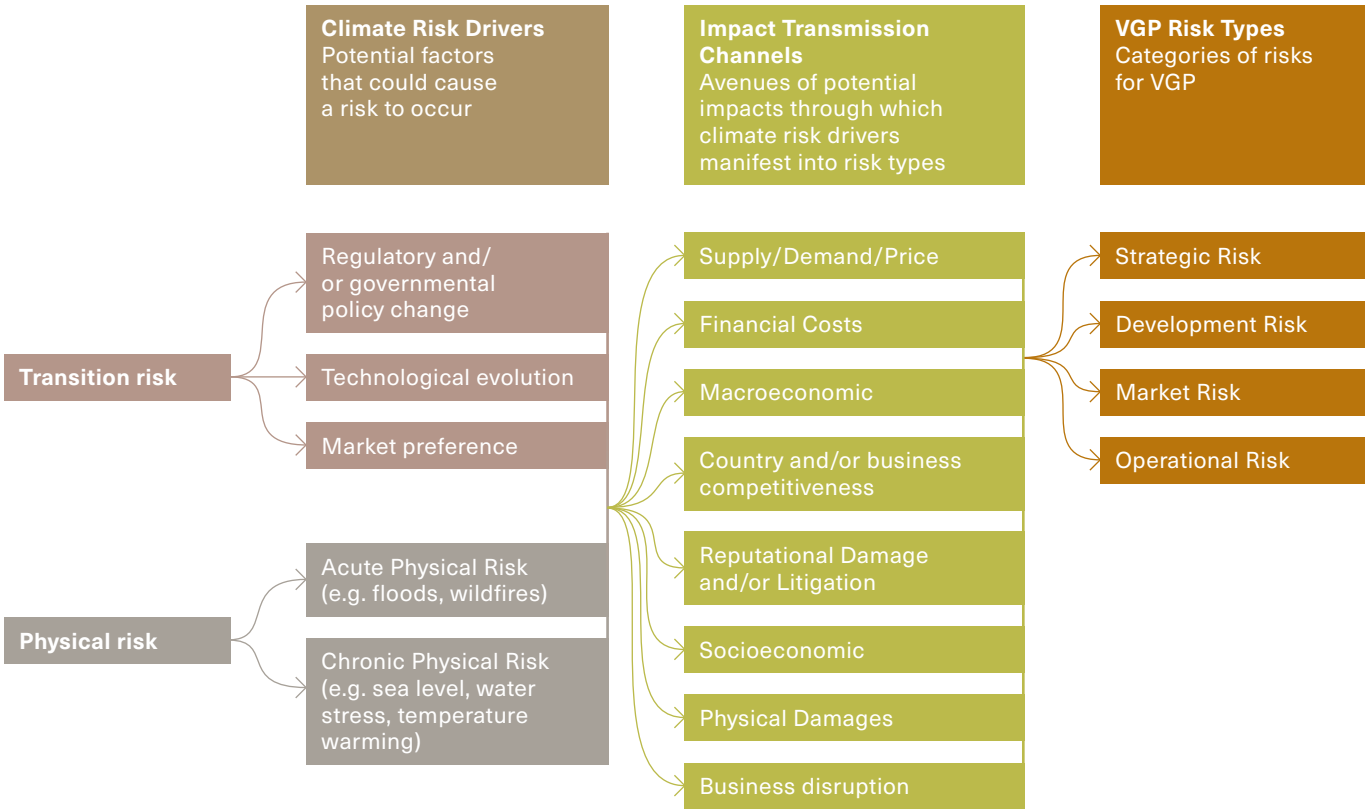 Climate Risk Drivers
Potential factors
that could cause
a risk to occur
Impact Transmission
Channels
Avenues of potential
impacts through which
climate risk drivers
manifest into risk types
VGP Risk Types
Categories of risks
for VGP
Transition risk
Regulatory and/
or governmental
policy change
Technological evolution
Market preference
Physical risk
Acute Physical Risk
(e.g. floods, wildfires)
Chronic Physical Risk
(e.g. sea level, water
stress, temperature
warming)
Supply/Demand/Price
Financial Costs
Macroeconomic
Country and/or business
competitiveness
Reputational Damage
and/or Litigation
Socioeconomic
Physical Damages
Business disruption
Strategic Risk
Development Risk
Market Risk
Operational Risk